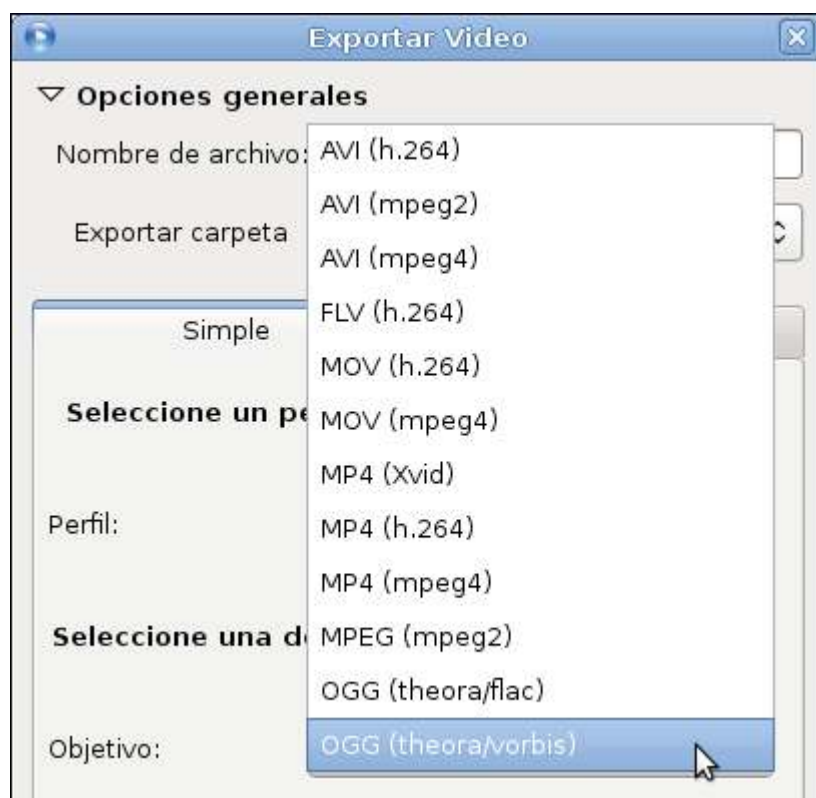 Exportar Video
Opciones generales
Nombre de archivo:
AVI (h.264)
AVI (mpeg2)
Exportar carpeta
AVI (mpeg4)
FLV (h.264)
Simple
MOV (h.264)
Seleccione un pe
MOV (mpeg4)
MP4 (Xvid)
Perfil:
MP4 (h.264)
MP4 (mpeg4)
Seleccione una d
MPEG (mpeg2)
OGG (theora/flac)
Objetivo:
OGG (theora/vorbis)